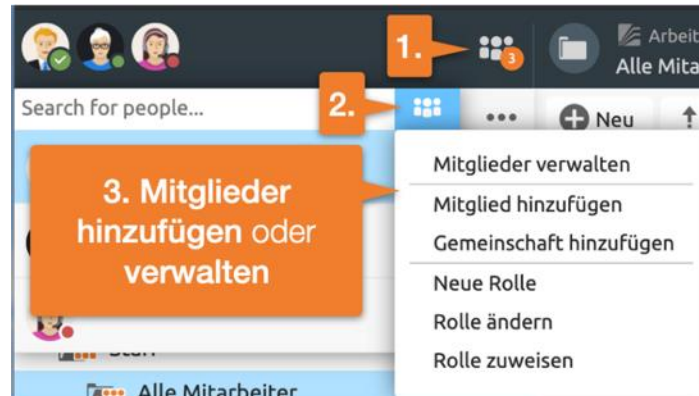 1.
3
Arbeit
Alle Mita
Search for people...
2.
Neu
3. Mitglieder
hinzufügen oder
verwalten
Mitglieder verwalten
Mitglied hinzufügen
Gemeinschaft hinzufügen
Neue Rolle
Rolle ändern
Rolle zuweisen
Alle Mitarbeiter